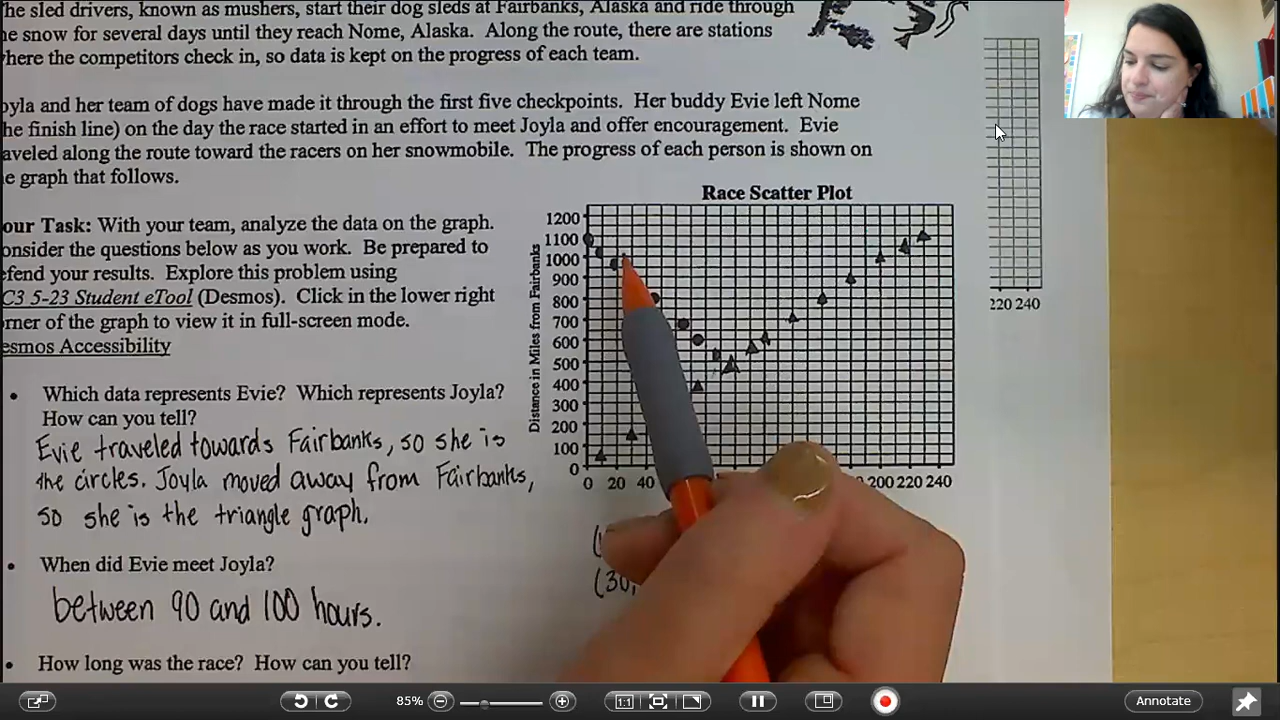 he sled drivers, known as mushers, start their dog sleds at Fairbanks, Alaska and ride through
e snow for several days until they reach Nome, Alaska. Along the route, there are stations
here the competitors check in, so data is kept on the progress of each team.
oyla and her team of dogs have made it through the first five checkpoints. Her buddy Evie left Nome
he finish line) on the day the race started in an effort to meet Joyla and offer encouragement. Evie
aveled along the route toward the racers on her snowmobile. The progress of each person is shown on
e graph that follows.
our Task: With your team, analyze the data on the graph.
onsider the questions below as you work. Be prepared to
efend your results. Explore this problem using
C3 5-23 Student eTool (Desmos). Click in the lower right
rner of the graph to view it in full-screen mode.
esmos Accessibility
Race Scatter Plot
Distance in Miles from Fairbanks
1200
1100
1000
900
800
700
600
500
400
300
200
100
0
0 20 40 200 220 240
220 240
• Which data represents Evie? Which represents Joyla?
How can you tell?
Evie traveled towards Fairbanks, so she is
the circles. Joyla moved away from Fairbanks,
so she is the triangle graph.
• When did Evie meet Joyla?
between 90 and 100 hours.
(30,
• How long was the race? How can you tell?
85%
1:1
Annotate